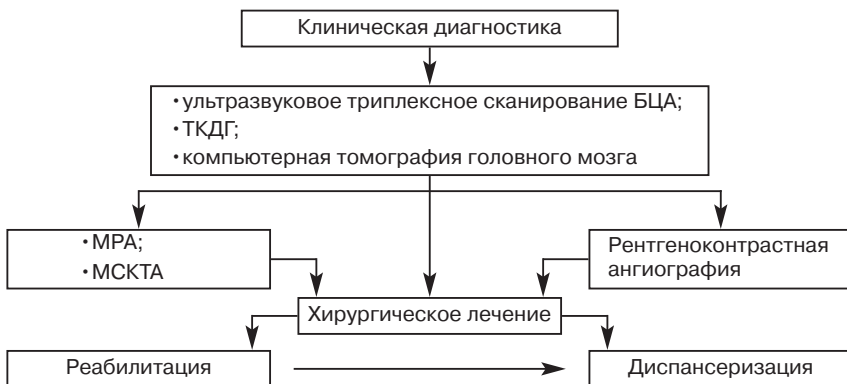 Клиническая диагностика
•ультразвуковое триплексное сканирование БЦА;
•ТКДГ;
•компьютерная томография головного мозга
•МРА;
•МСКТА
Рентгеноконтрастная
ангиография
Хирургическое лечение
Реабилитация
Диспансеризация